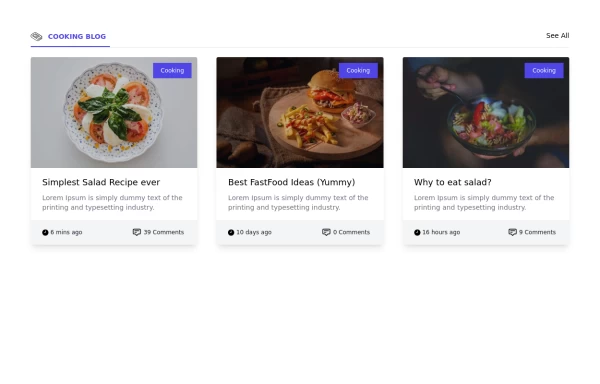 COOKING BLOG
See All
Cooking
Cooking
Cooking
Simplest Salad Recipe ever
Lorem Ipsum is simply dummy text of the
printing and typesetting industry.
6 mins ago
39 Comments
Best FastFood Ideas (Yummy)
Lorem Ipsum is simply dummy text of the
printing and typesetting industry.
10 days ago
0 Comments
Why to eat salad?
Lorem Ipsum is simply dummy text of the
printing and typesetting industry.
16 hours ago
9 Comments